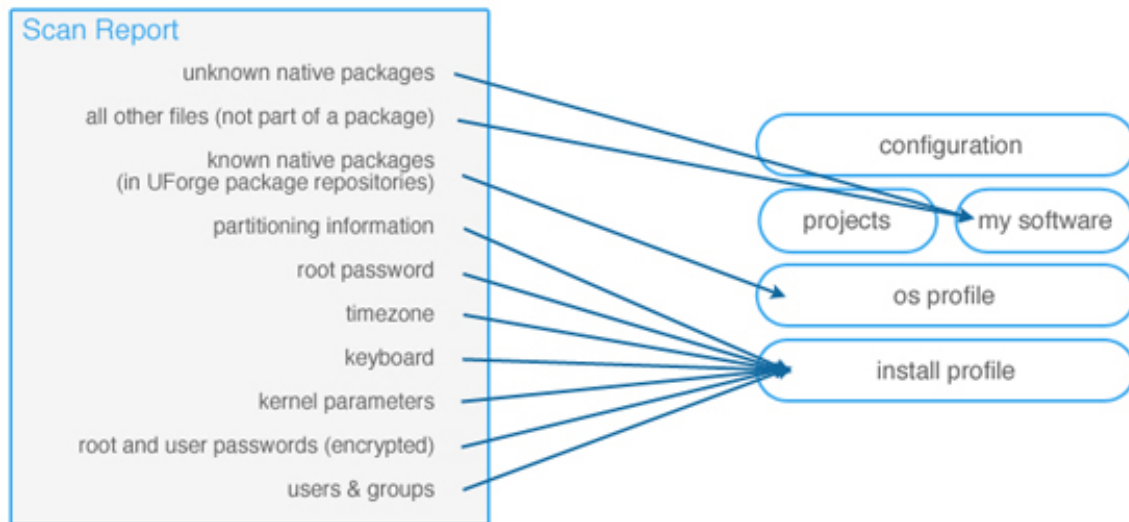 Scan Report
unknown native packages
all other files (not part of a package)
known native packages
(in UForge package repositories)
partitioning information
root password
timezone
keyboard
kernel parameters
root and user passwords (encrypted)
users & groups
configuration
projects
my software
os profile
install profile